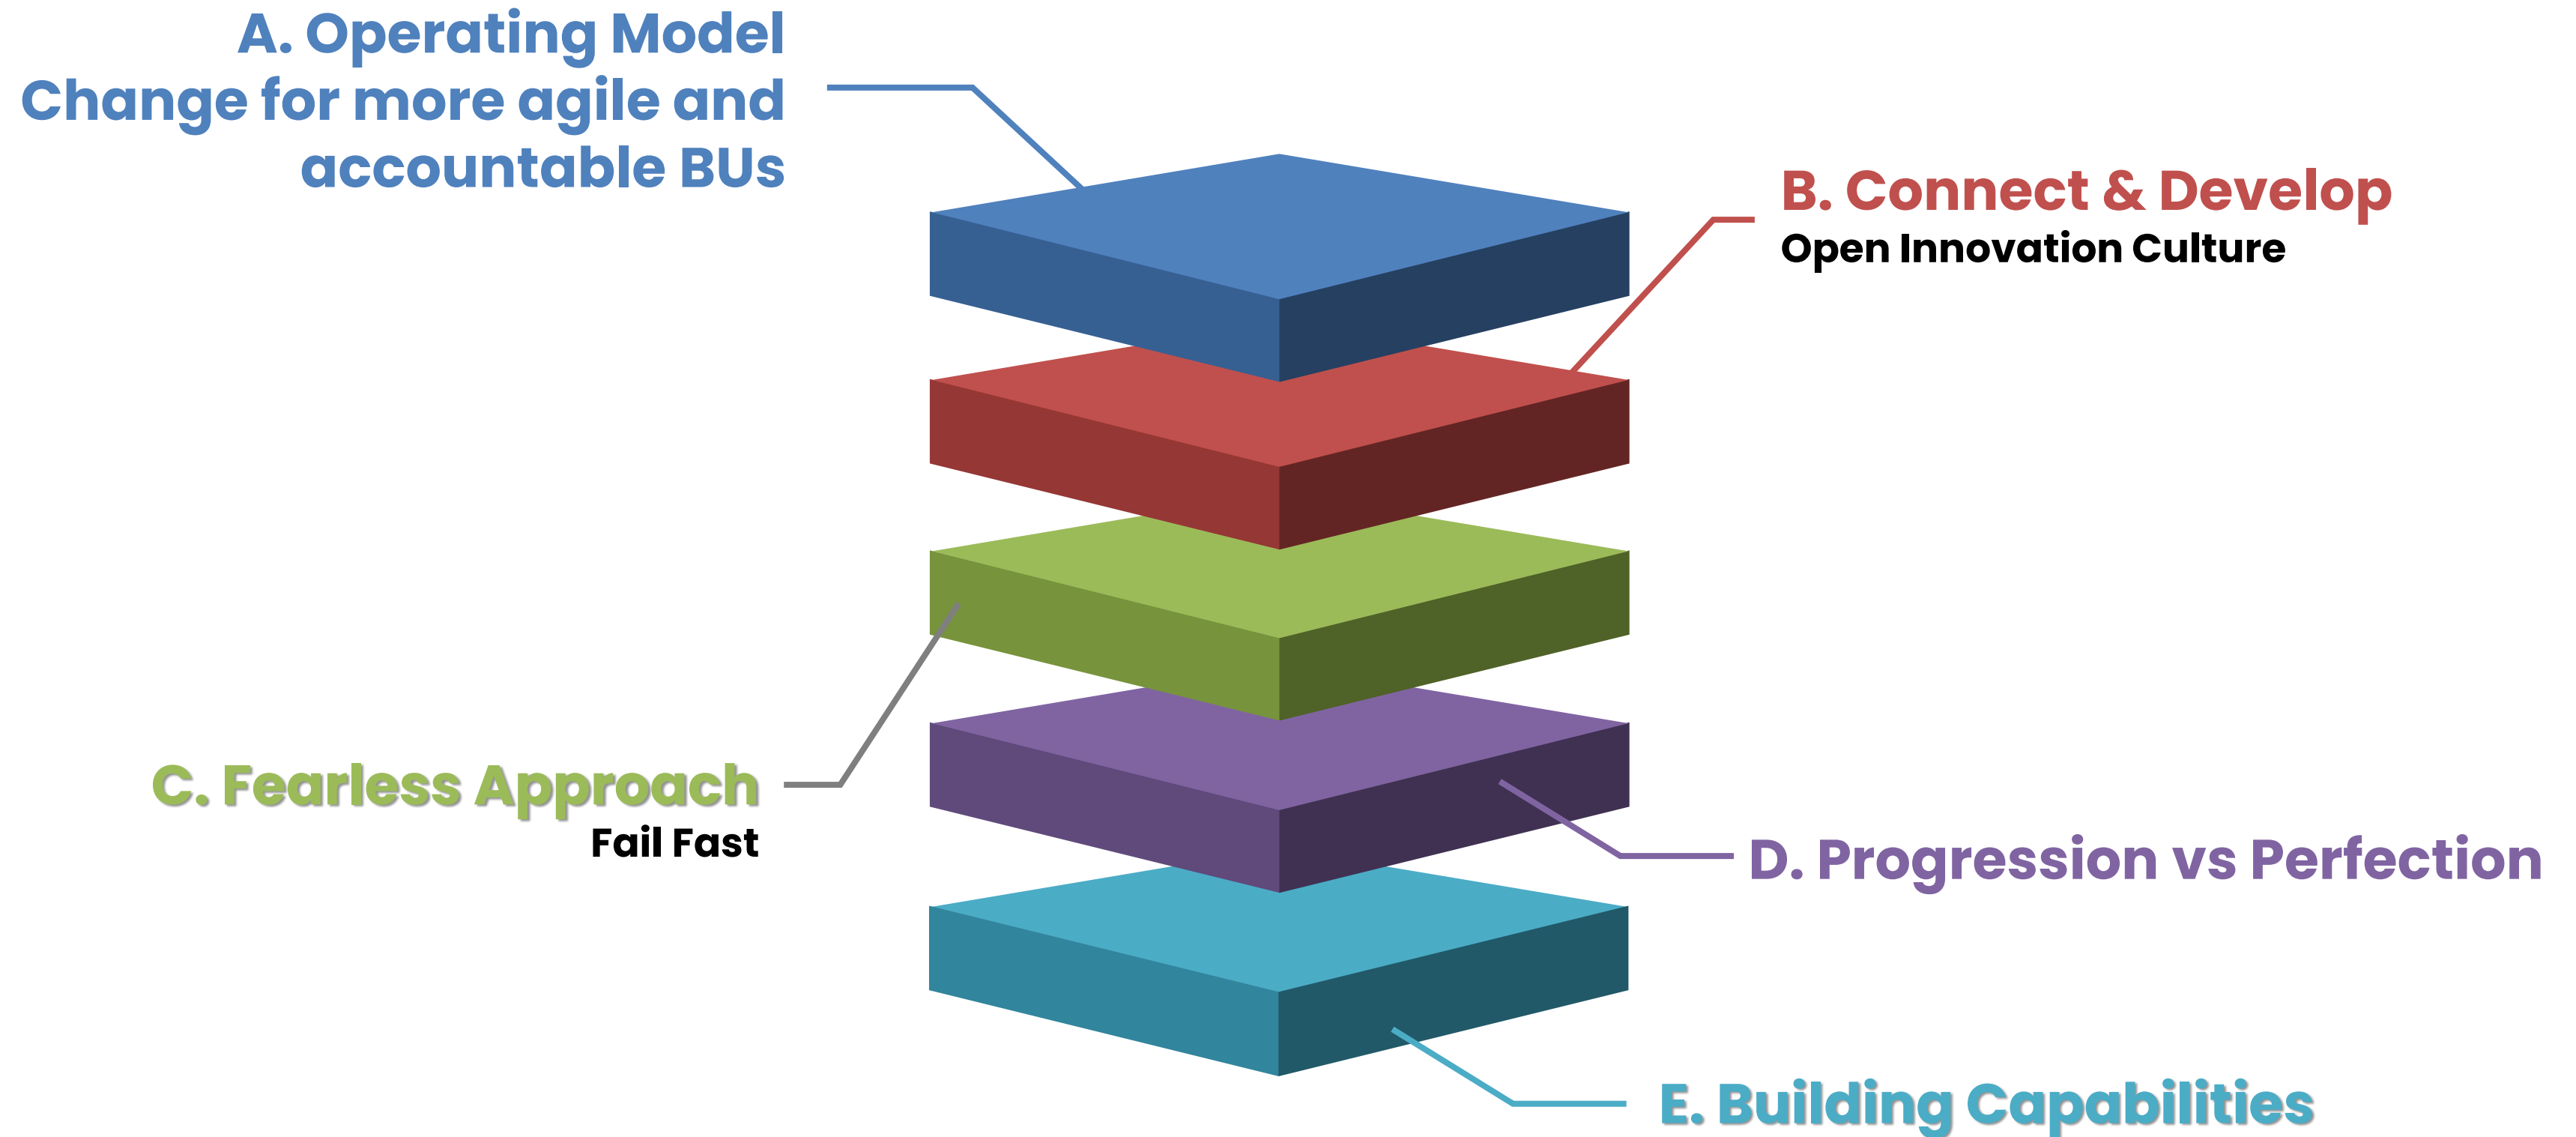 A. Operating Model
Change for more agile and
accountable BUs
B. Connect & Develop
Open Innovation Culture
C. Fearless Approach
Fail Fast
D. Progression vs Perfection
E. Building Capabilities